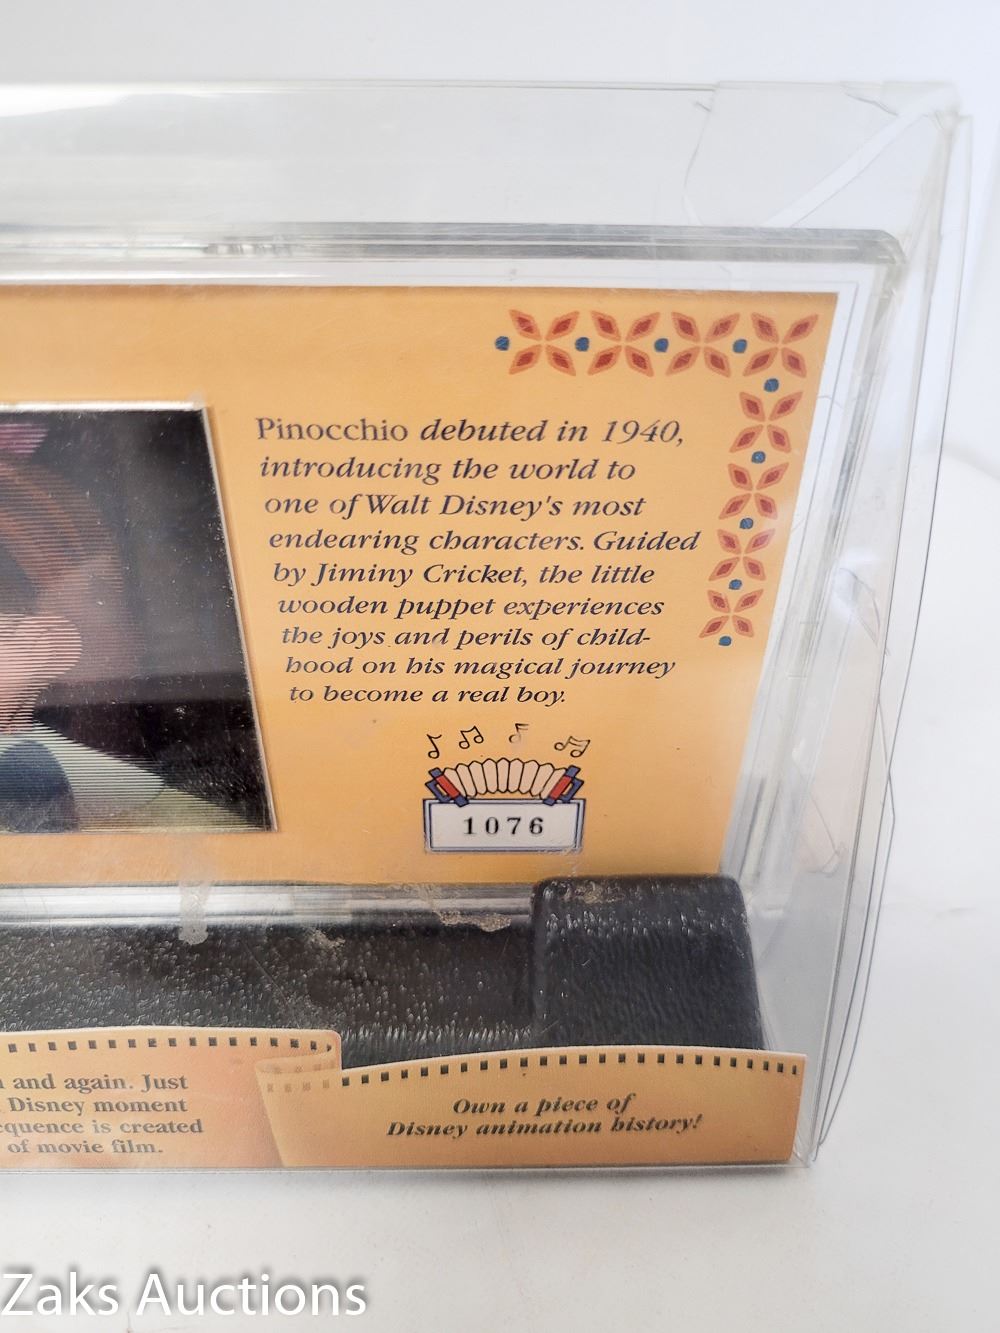 Pinocchio debuted in 1940,
introducing the world to
one of Walt Disney's most
endearing characters. Guided
by Jiminy Cricket, the little
wooden puppet experiences
the joys and perils of child-
hood on his magical journey
to become a real boy.
1076
and again. Just
Disney moment
is created
of movie film.
Own a piece of
Disney animation history!
Zaks Auctions